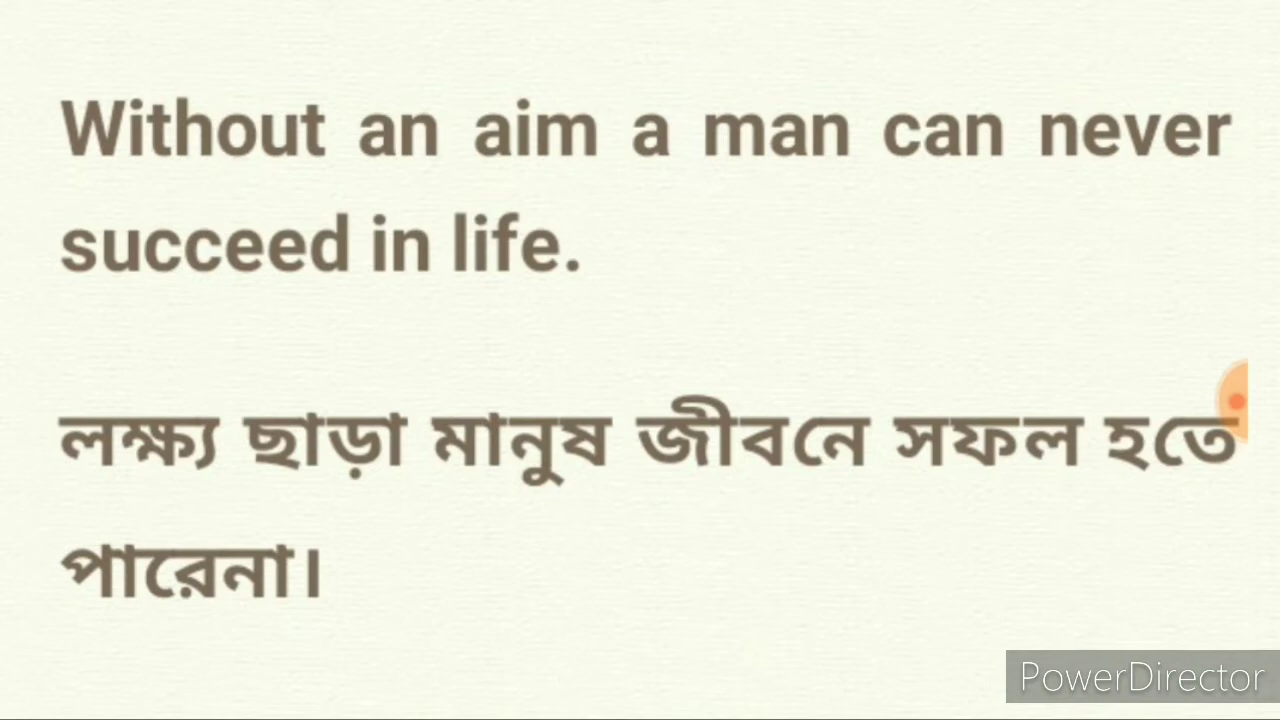 Without an aim a man can never
succeed in life.
লক্ষ্য ছাড়া মানুষ জীবনে সফল হতে
পারেনা।
PowerDirector